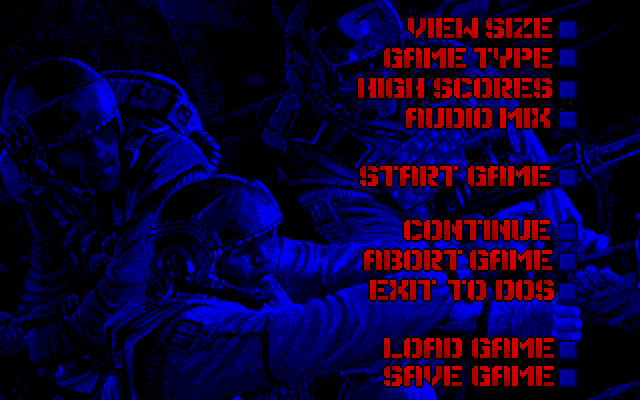 VIEW SIZE
GAME TYPE
HIGH SCORES
AUDIO MIX
START GAME
CONTINUE
ABORT GAME
EXIT TO DOS
LOAD GAME
SAVE GAME